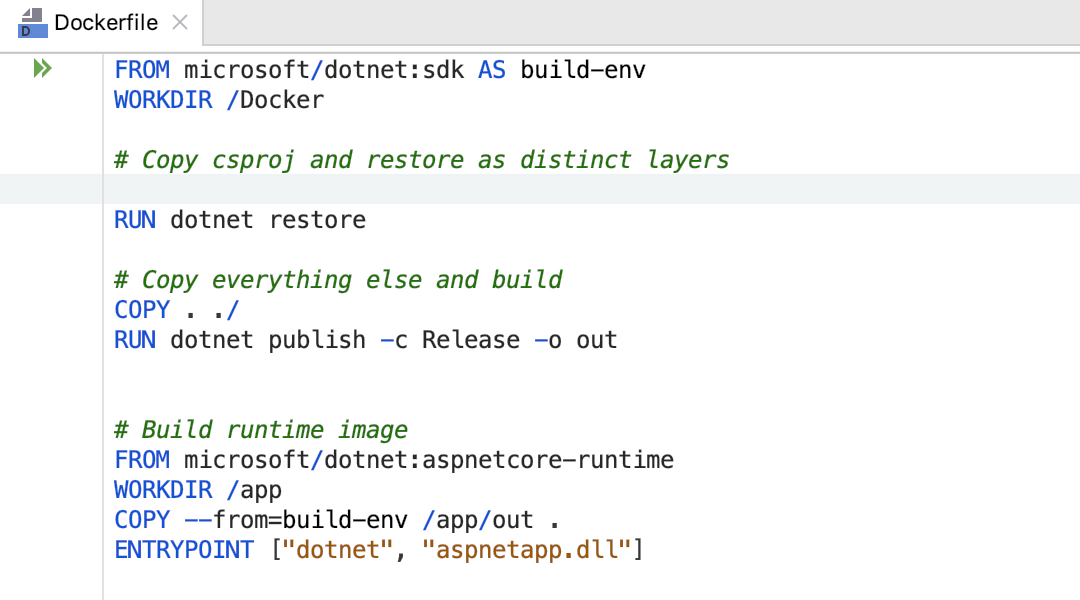 Dockerfile
FROM microsoft/dotnet:sdk AS build-env
WORKDIR /Docker
# Copy csproj and restore as distinct layers
RUN dotnet restore
# Copy everything else and build
COPY . ./
RUN dotnet publish -c Release -o out
# Build runtime image
FROM microsoft/dotnet:aspnetcore-runtime
WORKDIR /app
COPY --from=build-env /app/out .
ENTRYPOINT ["dotnet", "aspnetapp.dll"]